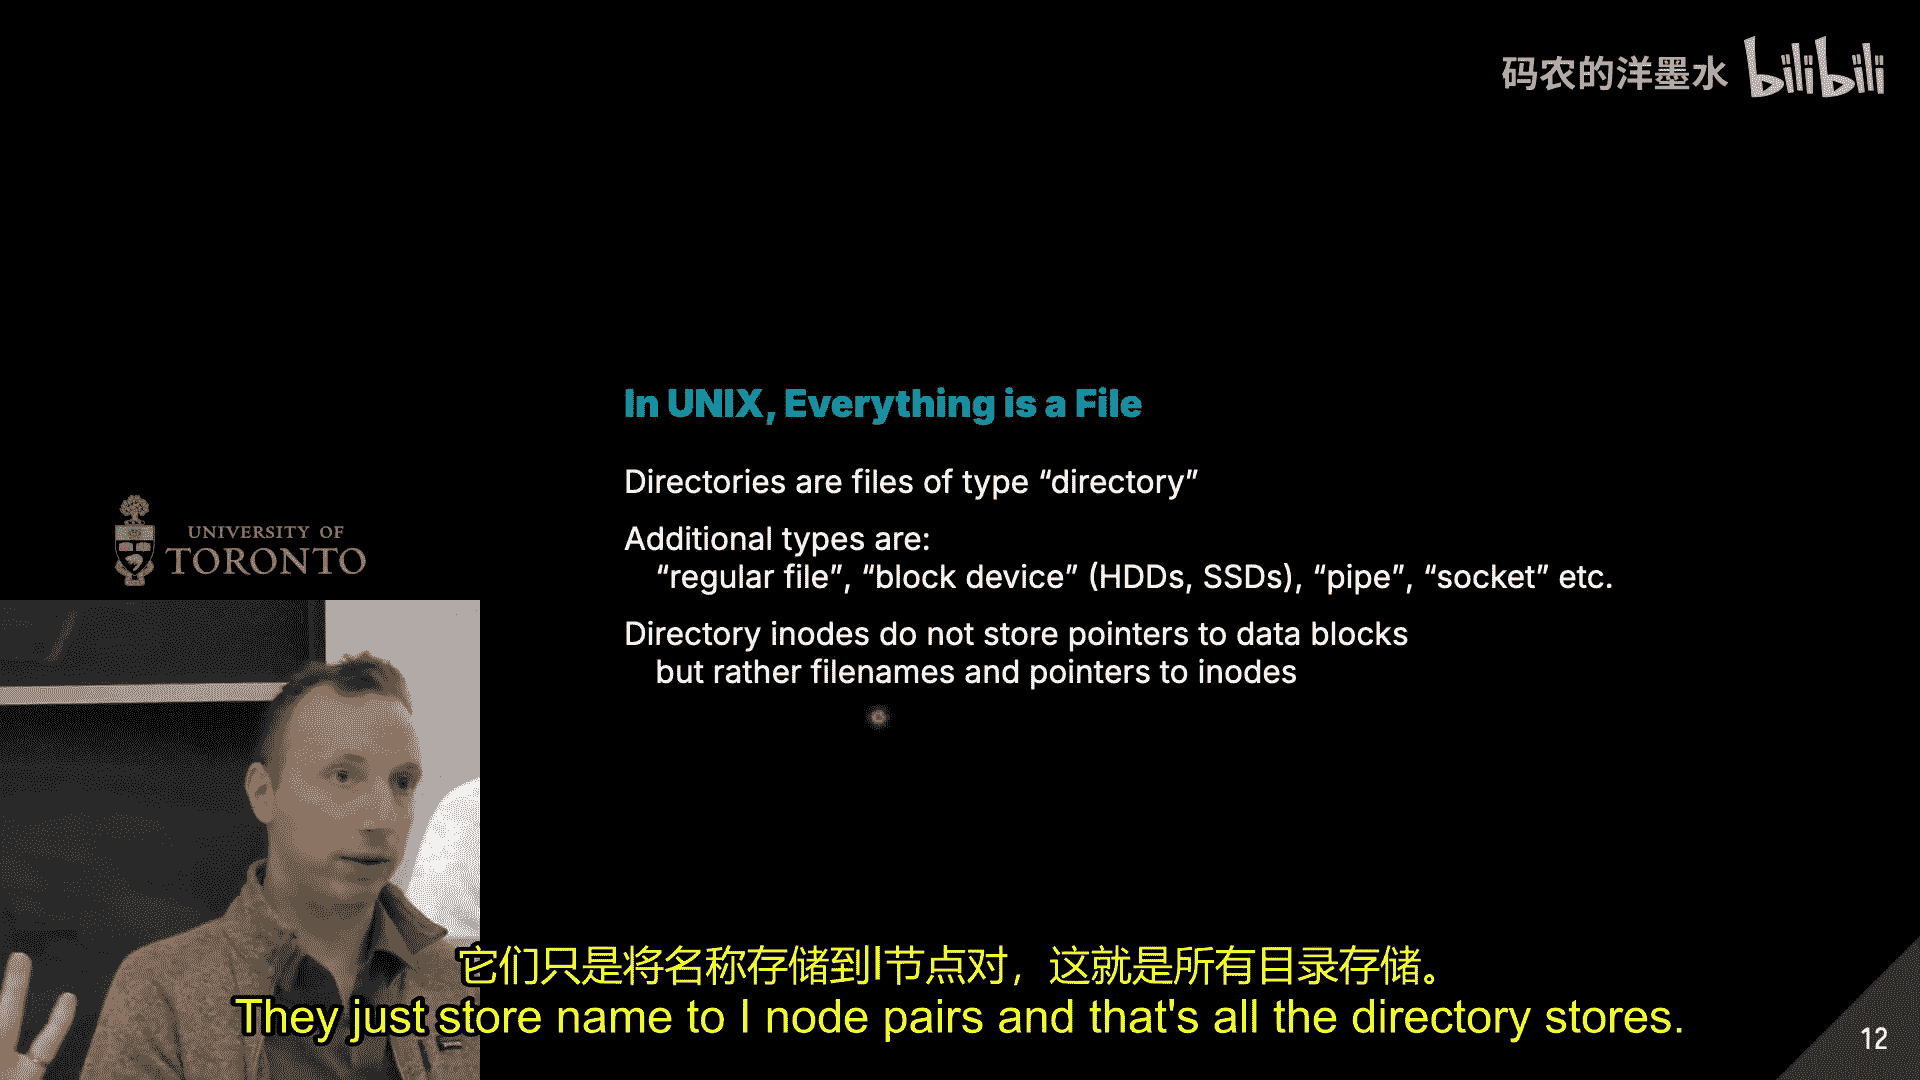 码农的洋墨水 bilibili
In UNIX, Everything is a File
Directories are files of type “directory”
Additional types are:
“regular file”, “block device” (HDDs, SSDs), “pipe”, “socket” etc.
Directory inodes do not store pointers to data blocks
but rather filenames and pointers to inodes
UNIVERSITY OF
TORONTO
它们只是将名称存储到I节点对，这就是所有目录存储。
They just store name to I node pairs and that's all the directory stores.
12